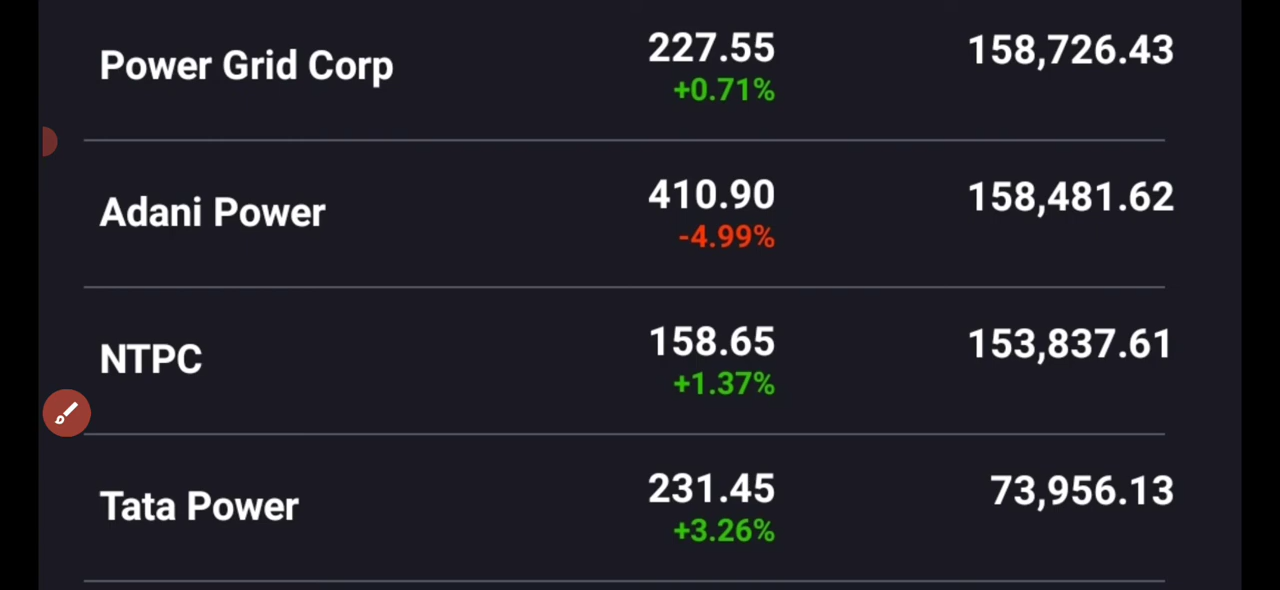 Power Grid Corp 227.55 158,726.43
+0.71%
Adani Power 410.90 158,481.62
-4.99%
NTPC 158.65 153,837.61
+1.37%
Tata Power 231.45 73,956.13
+3.26%